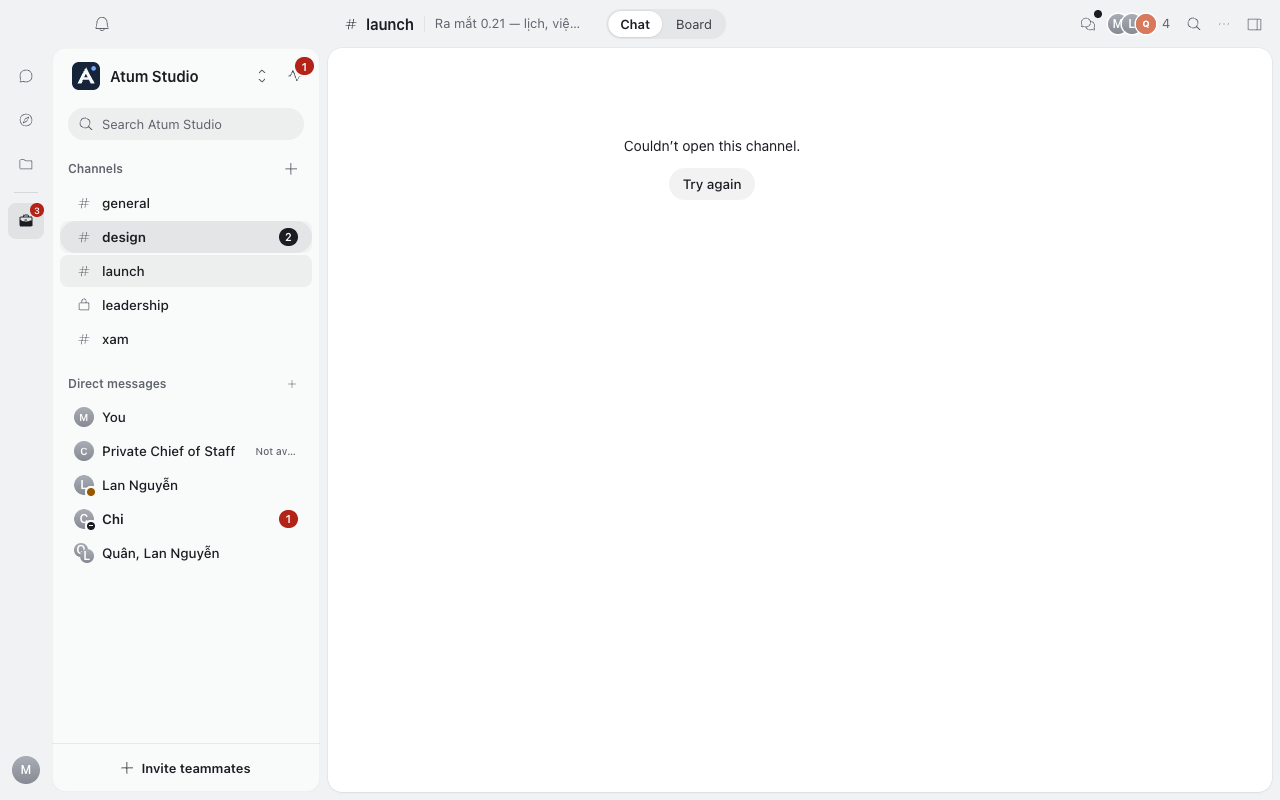 launch
Ra mắt 0.21 — lịch, việ...
Chat
Board
M
L
Q
4
Atum Studio
1
Search Atum Studio
3
Channels
general
design
2
launch
leadership
xam
Direct messages
M
You
C
Private Chief of Staff
Not av...
L
Lan Nguyễn
C
Chi
1
Q
L
Quân, Lan Nguyễn
Couldn’t open this channel.
Try again
M
Invite teammates